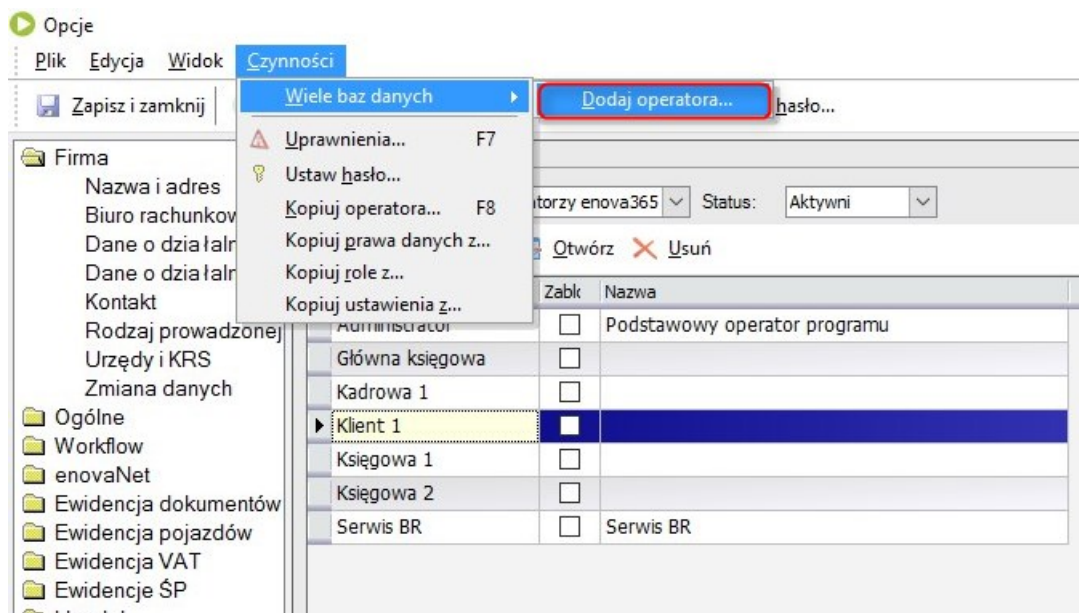 Opcje
Plik Edycja Widok Czynności
Zapisz i zamknij hasło...
Wiele baz danych Dodaj operatora...
Uprawnienia... F7
Ustaw hasło...
Kopiuj operatora... F8
Kopiuj prawa danych z...
Kopiuj role z...
Kopiuj ustawienia z...
Firma
Nazwa i adres
Biuro rachunkow
Dane o działaln
Dane o działaln
Kontakt
Rodzaj prowadzonej
Urzędy i KRS
Zmiana danych
Ogólne
Workflow
enovaNet
Ewidencja dokumentów
Ewidencja pojazdów
Ewidencja VAT
Ewidencje ŚP
torzy enova365 Status: Aktywni
Otwórz Usuń
Zablo Nazwa
Administrator Podstawowy operator programu
Główna księgowa
Kadrowa 1
Klient 1
Księgowa 1
Księgowa 2
Serwis BR Serwis BR